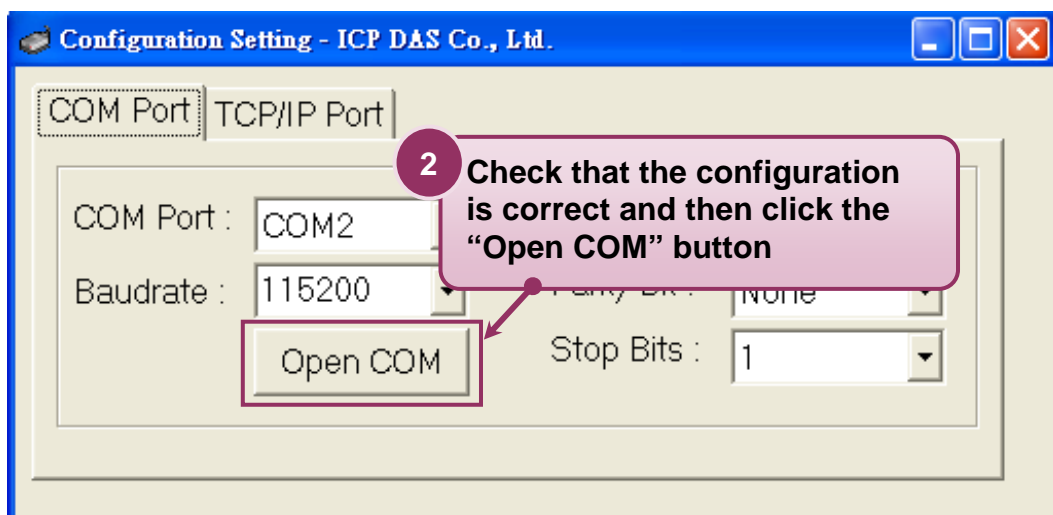 Configuration Setting - ICP DAS Co., Ltd.
COM Port TCP/IP Port
2
Check that the configuration
is correct and then click the
“Open COM” button
COM Port : COM2
Baudrate : 115200
None
Open COM
Stop Bits : 1